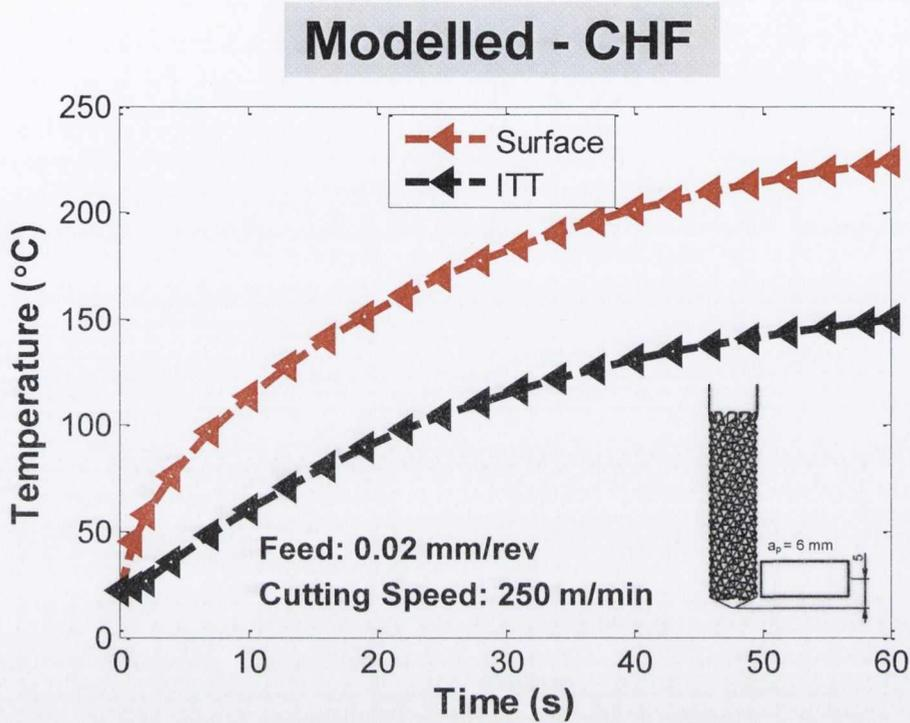 Modelled - CHF
250
200
150
100
50
0
Temperature (°C)
Surface
ITT
Feed: 0.02 mm/rev
Cutting Speed: 250 m/min
aₚ = 6 mm
5
0 10 20 30 40 50 60
Time (s)